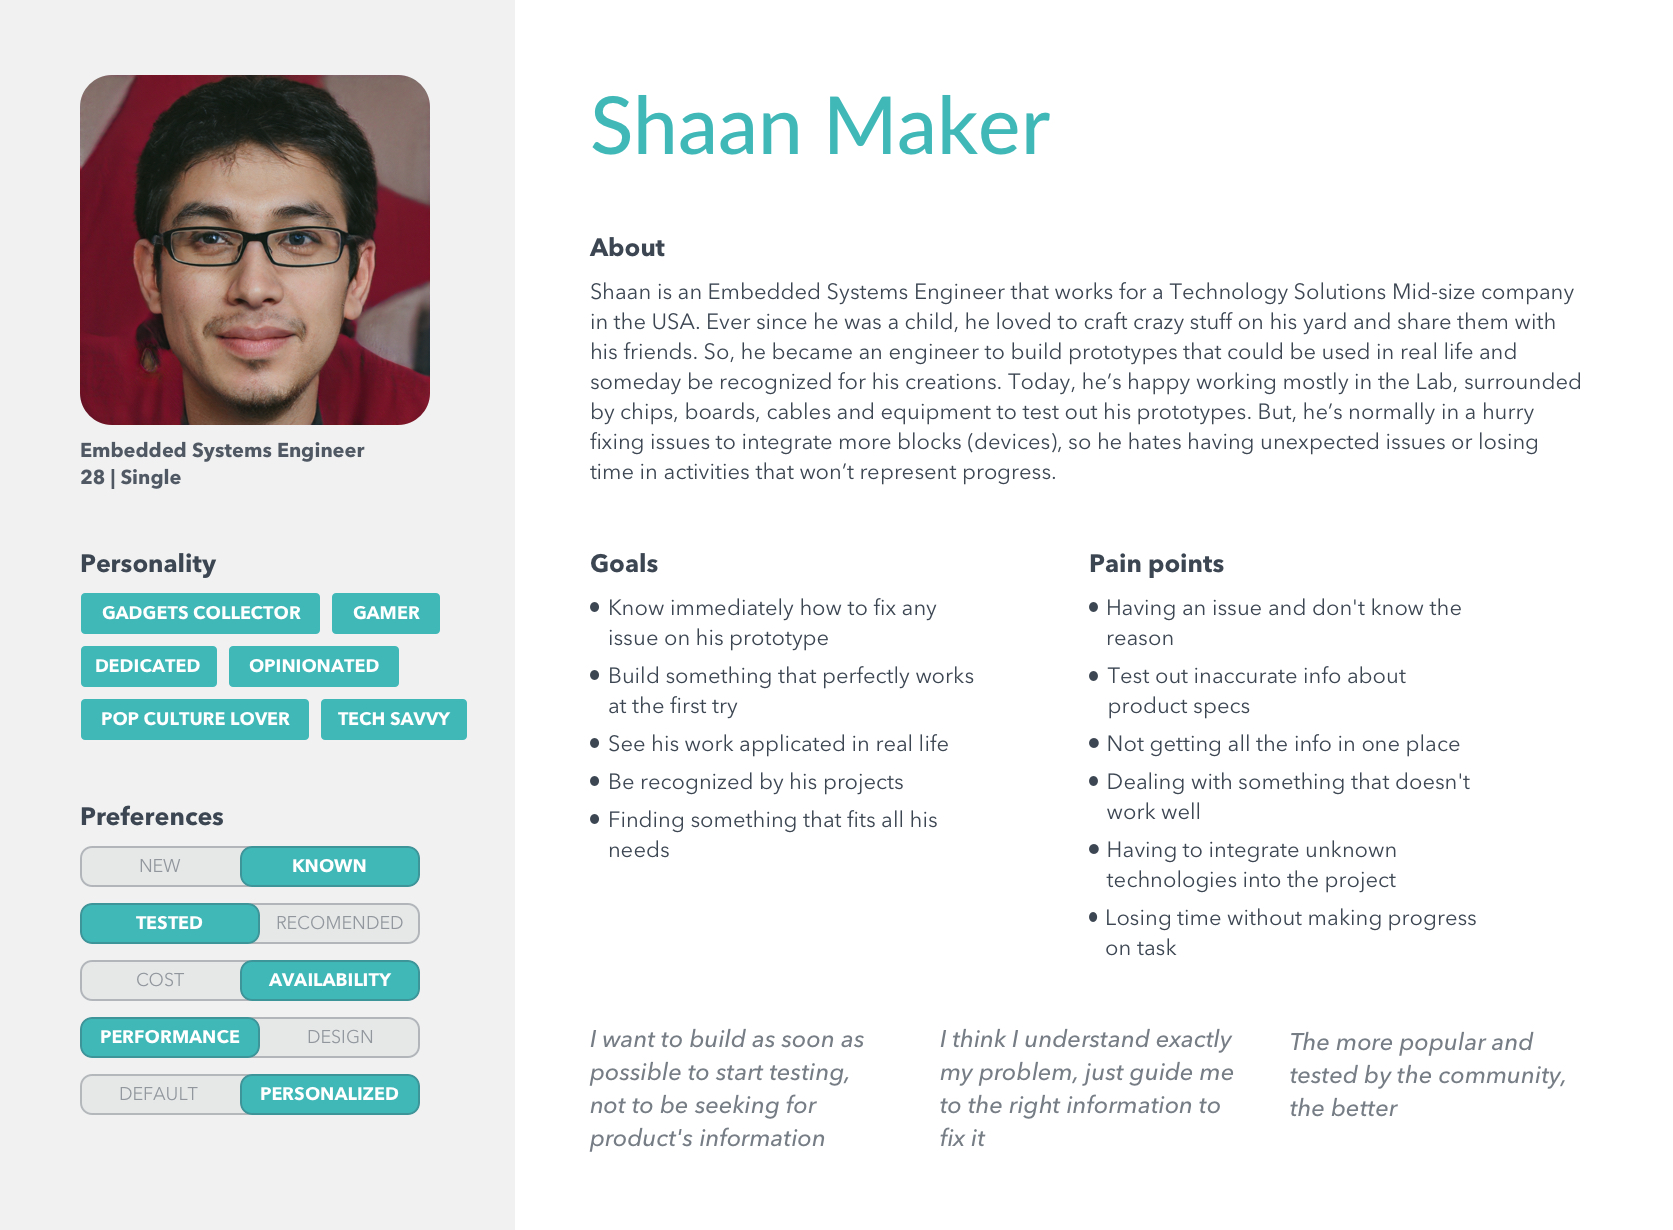 Shaan Maker
Embedded Systems Engineer
28 | Single
Personality
GADGETS COLLECTOR
GAMER
DEDICATED
OPINIONATED
POP CULTURE LOVER
TECH SAVVY
Preferences
NEW
KNOWN
TESTED
RECOMENDED
COST
AVAILABILITY
PERFORMANCE
DESIGN
DEFAULT
PERSONALIZED
About
Shaan is an Embedded Systems Engineer that works for a Technology Solutions Mid-size company
in the USA. Ever since he was a child, he loved to craft crazy stuff on his yard and share them with
his friends. So, he became an engineer to build prototypes that could be used in real life and
someday be recognized for his creations. Today, he’s happy working mostly in the Lab, surrounded
by chips, boards, cables and equipment to test out his prototypes. But, he’s normally in a hurry
fixing issues to integrate more blocks (devices), so he hates having unexpected issues or losing
time in activities that won’t represent progress.
Goals
• Know immediately how to fix any
issue on his prototype
• Build something that perfectly works
at the first try
• See his work applicated in real life
• Be recognized by his projects
• Finding something that fits all his
needs
Pain points
• Having an issue and don't know the
reason
• Test out inaccurate info about
product specs
• Not getting all the info in one place
• Dealing with something that doesn't
work well
• Having to integrate unknown
technologies into the project
• Losing time without making progress
on task
I want to build as soon as
possible to start testing,
not to be seeking for
product's information
I think I understand exactly
my problem, just guide me
to the right information to
fix it
The more popular and
tested by the community,
the better